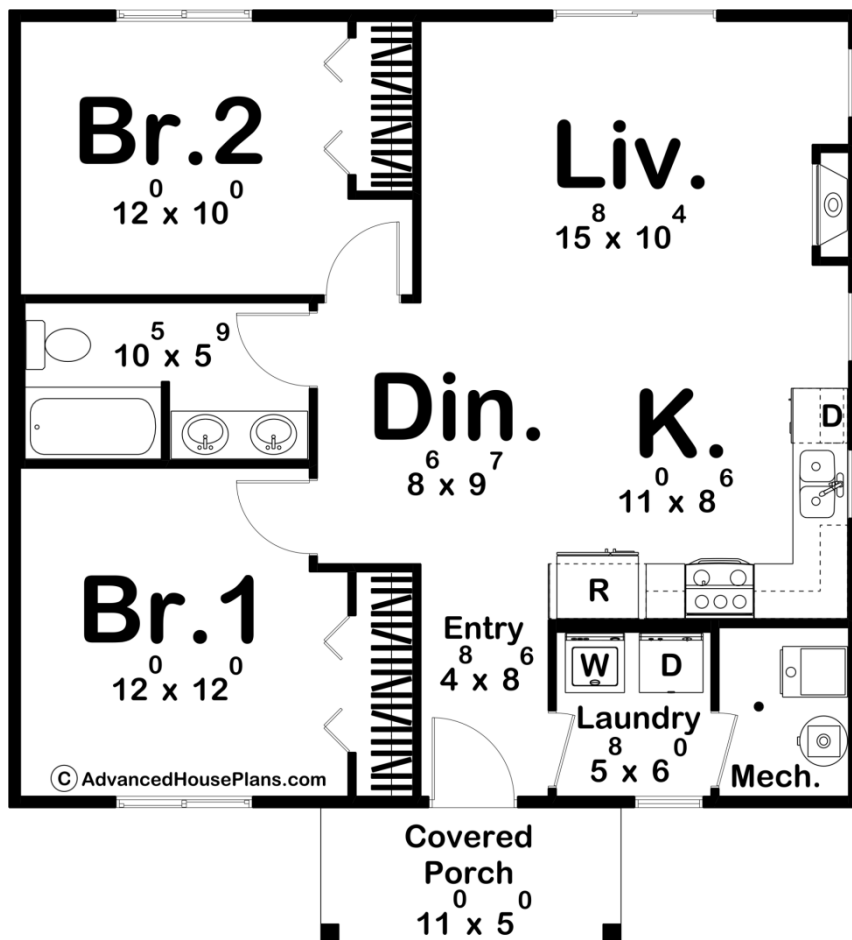 Br.2
12⁰ x 10⁰
Liv.
15⁸ x 10⁴
10⁵ x 5⁹
Din.
8⁶ x 9⁷
K.
11⁰ x 8⁶
D
R
Br.1
12⁰ x 12⁰
Entry
4⁸ x 8⁶
W
D
Laundry
5⁸ x 6⁰
Mech.
© AdvancedHousePlans.com
Covered
Porch
11⁰ x 5⁰